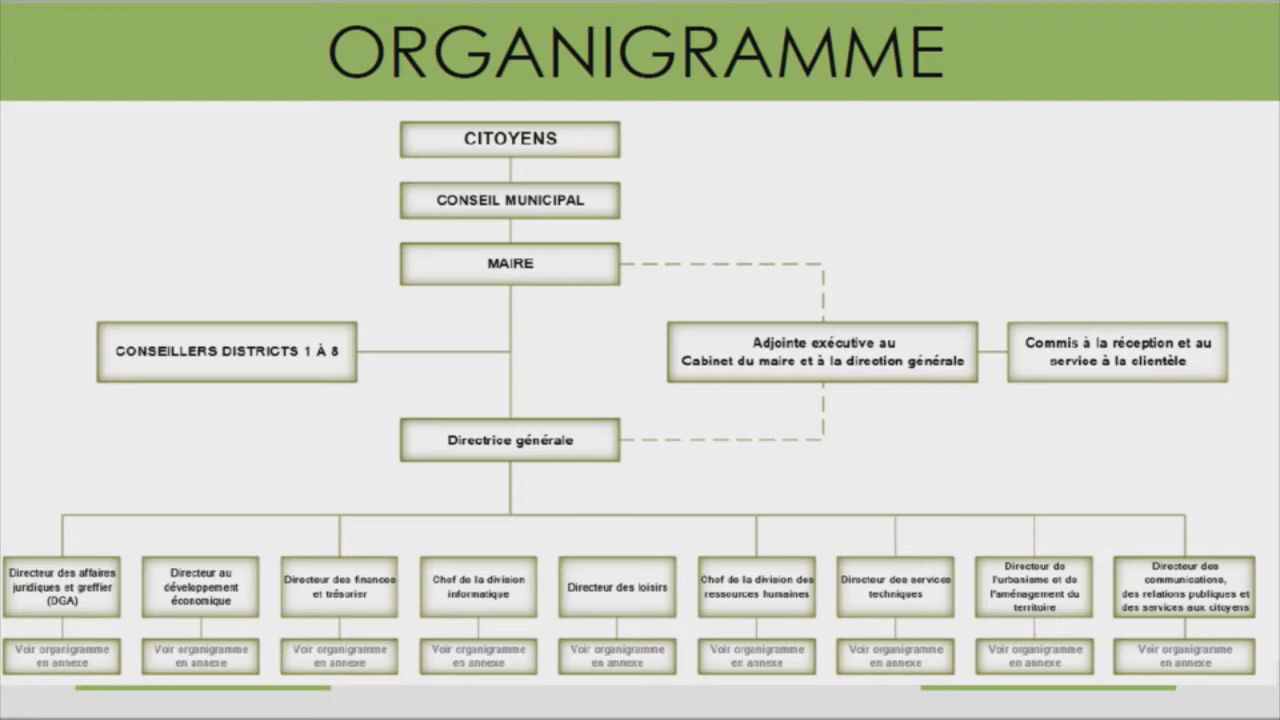 ORGANIGRAMME
CITOYENS
CONSEIL MUNICIPAL
MAIRE
CONSEILLERS DISTRICTS 1 À 8
Adjointe exécutive au
Cabinet du maire et à la direction générale
Commis à la réception et au
service à la clientèle
Directrice générale
Directeur des affaires
juridiques et greffier
(DGA)
Directeur au
développement
économique
Directeur des finances
et trésorier
Chef de la division
informatique
Directeur des loisirs
Chef de la division des
ressources humaines
Directeur des services
techniques
Directeur de
l'urbanisme et de
l'aménagement du
territoire
Directeur des
communications,
des relations publiques et
des services aux citoyens
Voir organigramme
en annexe
Voir organigramme
en annexe
Voir organigramme
en annexe
Voir organigramme
en annexe
Voir organigramme
en annexe
Voir organigramme
en annexe
Voir organigramme
en annexe
Voir organigramme
en annexe
Voir organigramme
en annexe